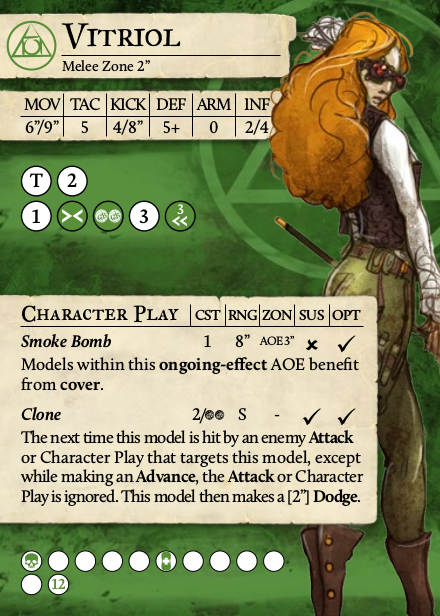 VITRIOL
Melee Zone 2”
MOV TAC KICK DEF ARM INF
6”/9” 5 4/8” 5+ 0 2/4
T 2
1 >< 3 3 <<
CHARACTER PLAY CST RNG ZON SUS OPT
Smoke Bomb 1 8” AOE 3” ✗ ✓
Models within this ongoing-effect AOE benefit
from cover.
Clone 2/ S - ✓ ✓
The next time this model is hit by an enemy Attack
or Character Play that targets this model, except
while making an Advance, the Attack or Character
Play is ignored. This model then makes a [2”] Dodge.
12